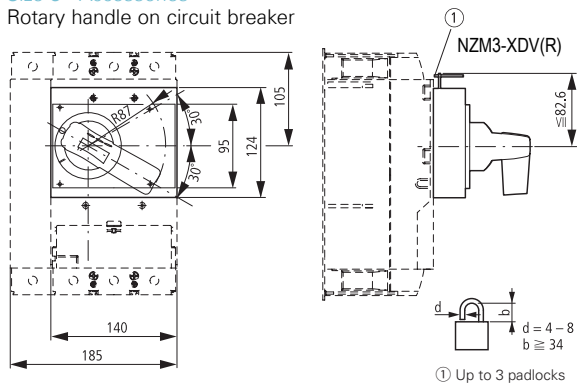 Rotary handle on circuit breaker
①
NZM3-XDV(R)
R87
30°
30°
95
124
105
≦82.6
140
185
d
b
d = 4 – 8
b ≧ 34
① Up to 3 padlocks